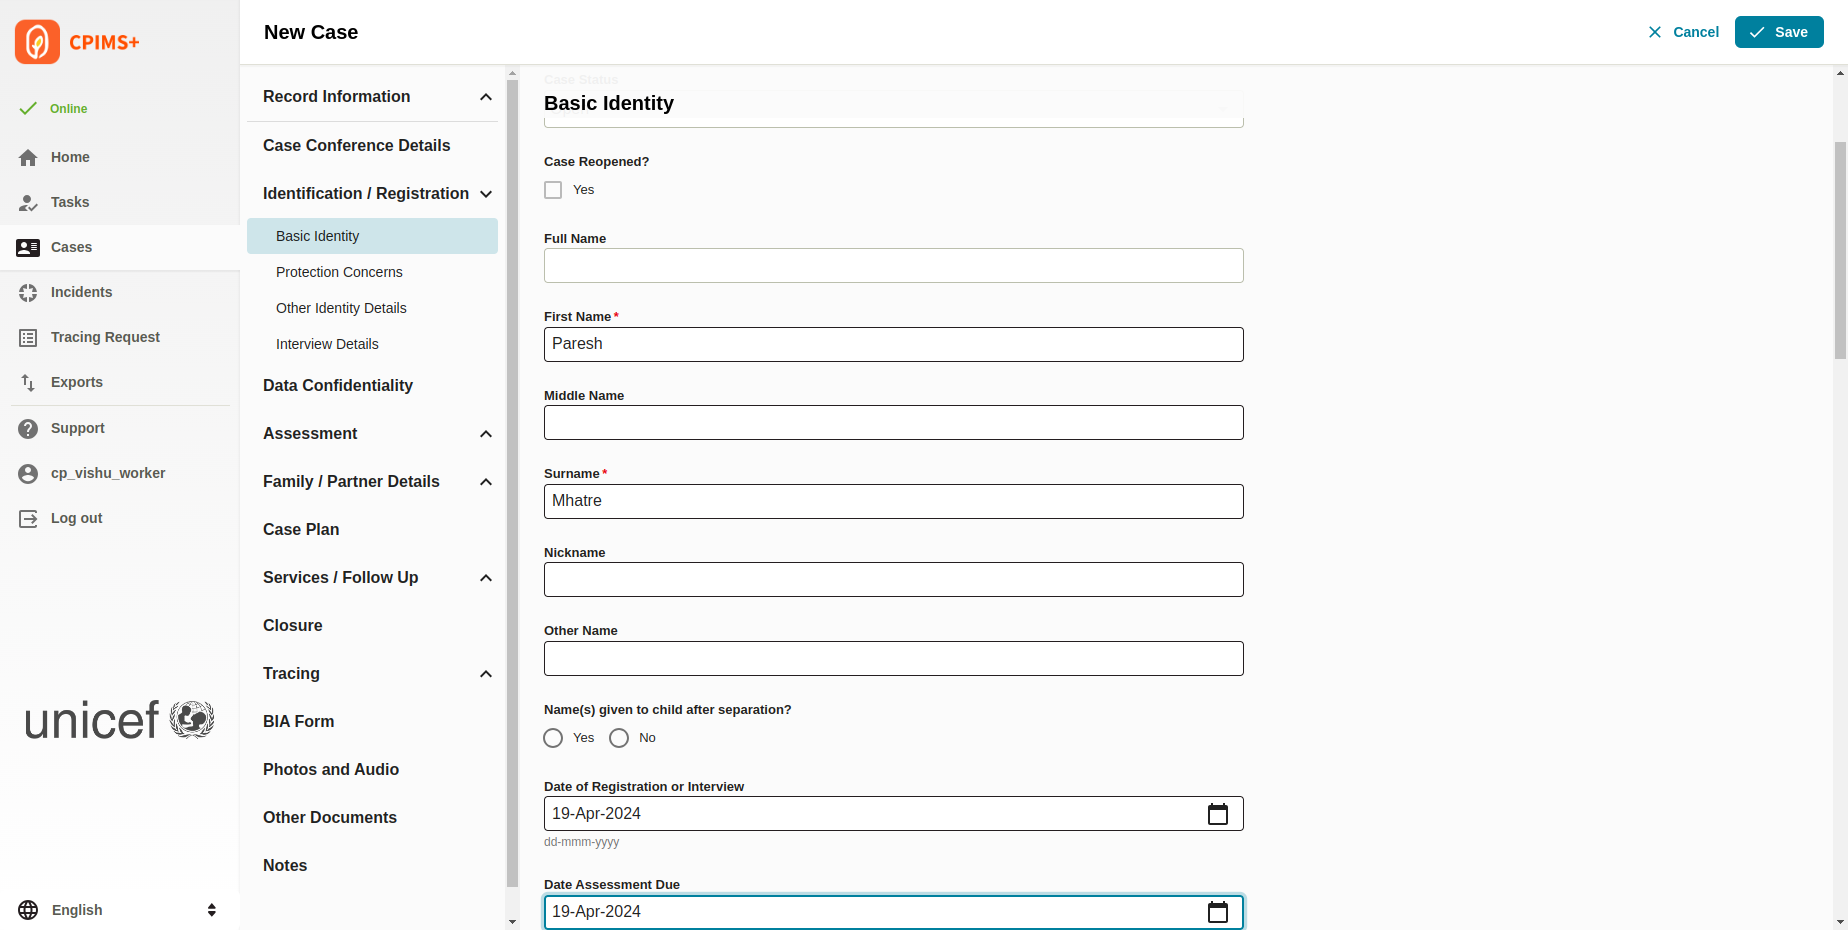 CPIMS+
Online
Home
Tasks
Cases
Incidents
Tracing Request
Exports
Support
cp_vishu_worker
Log out
unicef
English
New Case
Cancel
Save
Record Information
Case Conference Details
Identification / Registration
Basic Identity
Protection Concerns
Other Identity Details
Interview Details
Data Confidentiality
Assessment
Family / Partner Details
Case Plan
Services / Follow Up
Closure
Tracing
BIA Form
Photos and Audio
Other Documents
Notes
Case Status
Basic Identity
Case Reopened?
Yes
Full Name
First Name*
Paresh
Middle Name
Surname*
Mhatre
Nickname
Other Name
Name(s) given to child after separation?
Yes No
Date of Registration or Interview
19-Apr-2024
dd-mmm-yyyy
Date Assessment Due
19-Apr-2024